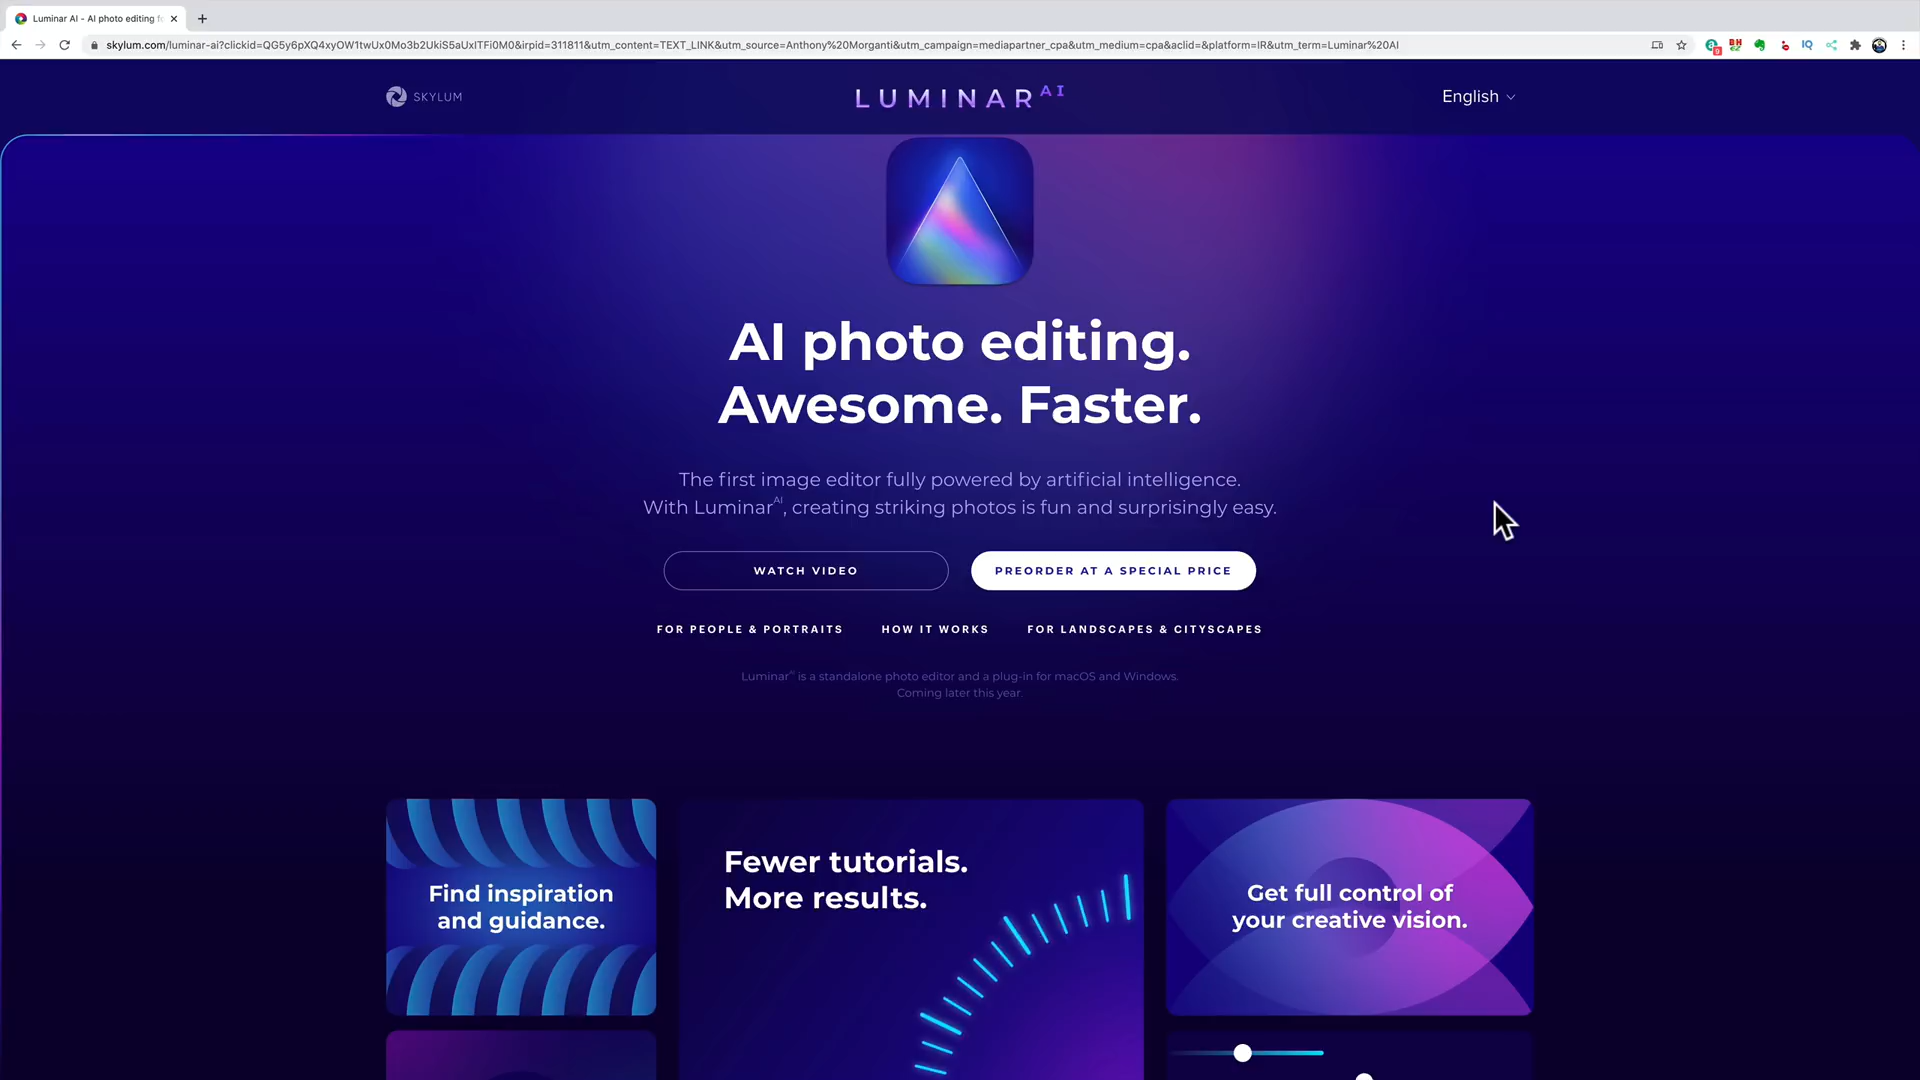 Luminar AI - AI photo editing fo
skylum.com/luminar-ai?clickid=QG5y6pXQ4xyOW1twUx0Mo3b2UkiS5aUxITFi0M0&irpid=311811&utm_content=TEXT_LINK&utm_source=Anthony%20Morganti&utm_campaign=mediapartner_cpa&utm_medium=cpa&aclid=&platform=IR&utm_term=Luminar%20AI
SKYLUM
LUMINAR AI
English
AI photo editing.
Awesome. Faster.
The first image editor fully powered by artificial intelligence.
With Luminar AI, creating striking photos is fun and surprisingly easy.
WATCH VIDEO
PREORDER AT A SPECIAL PRICE
FOR PEOPLE & PORTRAITS
HOW IT WORKS
FOR LANDSCAPES & CITYSCAPES
Luminar AI is a standalone photo editor and a plug-in for macOS and Windows.
Coming later this year.
Find inspiration
and guidance.
Fewer tutorials.
More results.
Get full control of
your creative vision.